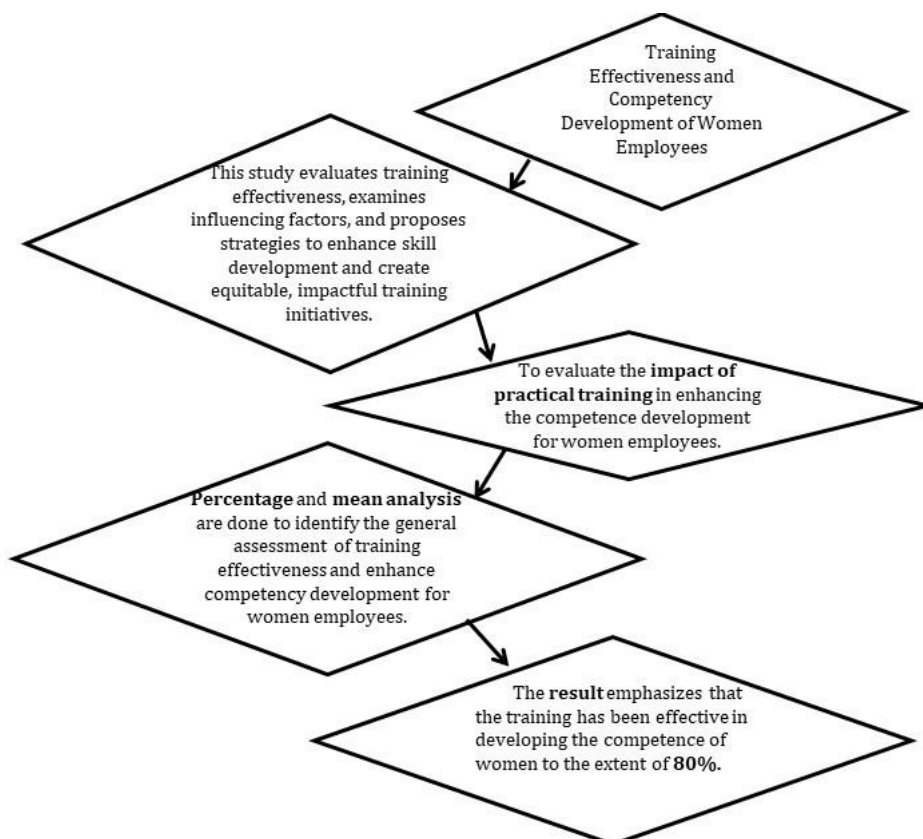 Training
Effectiveness and
Competency
Development of Women
Employees
This study evaluates training
effectiveness, examines
influencing factors, and proposes
strategies to enhance skill
development and create
equitable, impactful training
initiatives.
To evaluate the impact of
practical training in enhancing
the competence development
for women employees.
Percentage and mean analysis
are done to identify the general
assessment of training
effectiveness and enhance
competency development for
women employees.
The result emphasizes that
the training has been effective in
developing the competence of
women to the extent of 80%.